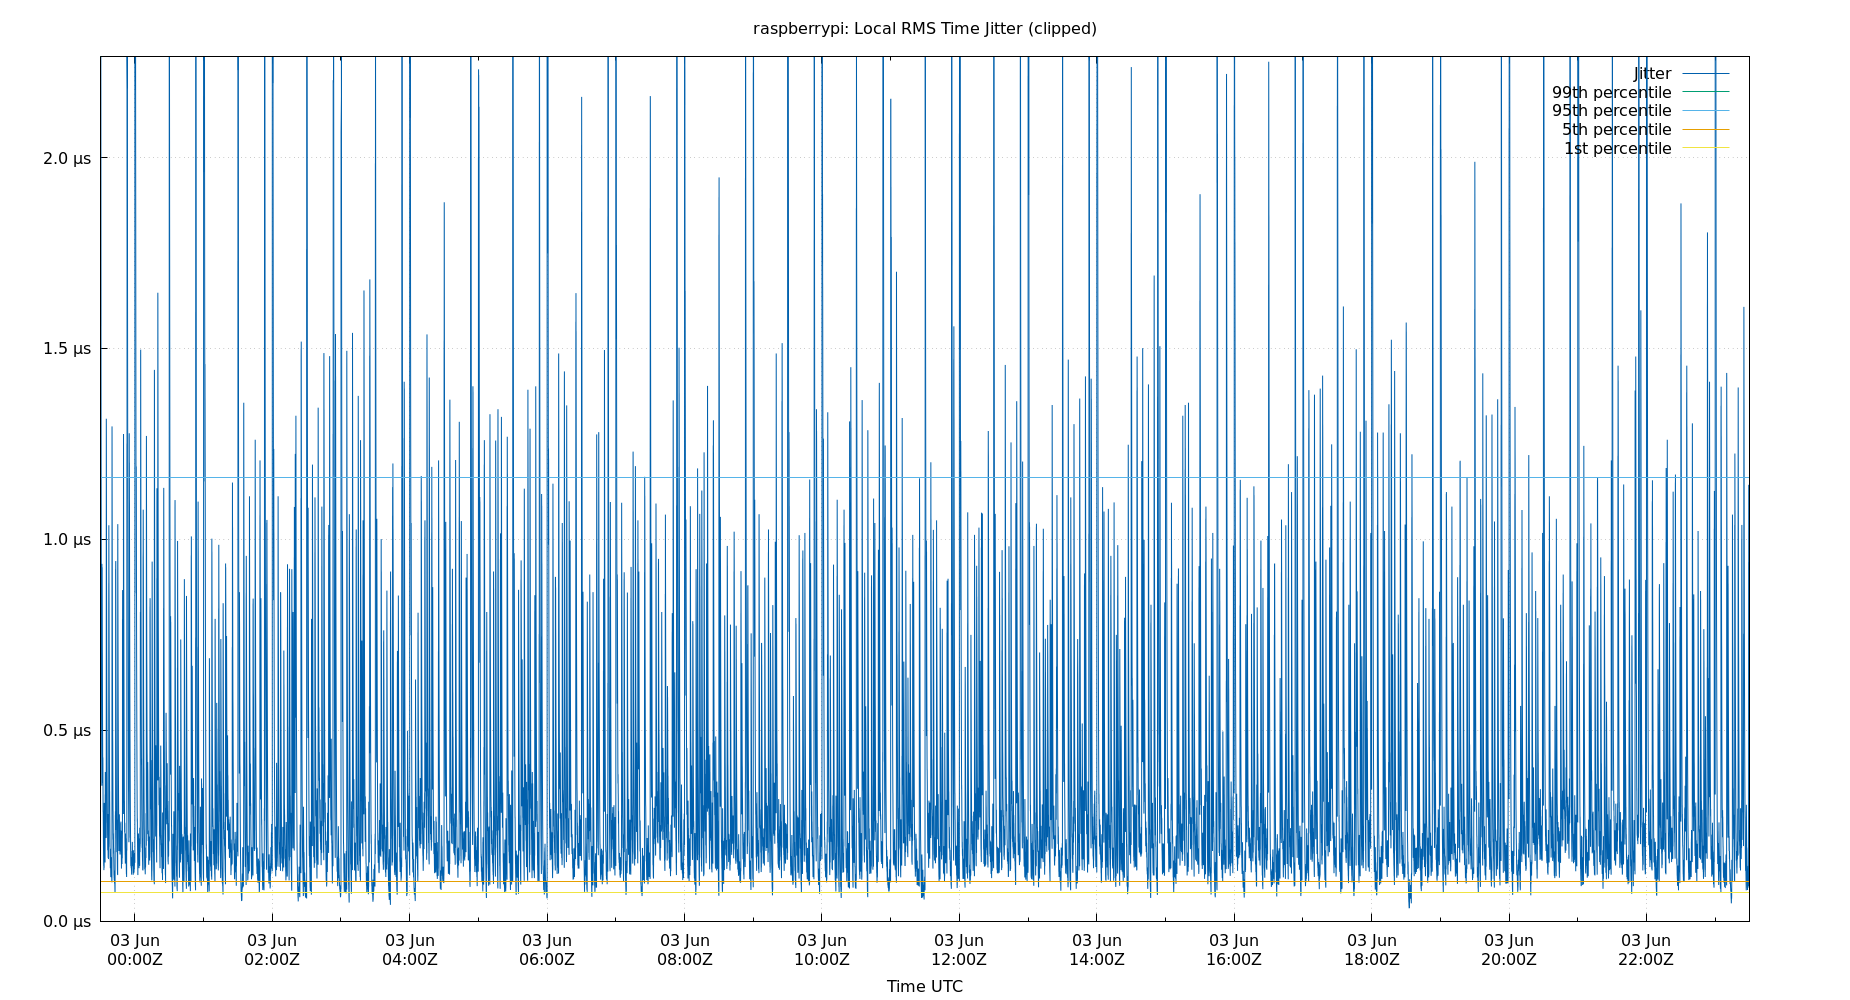 raspberrypi: Local RMS Time Jitter (clipped)
Jitter
99th percentile
95th percentile
5th percentile
1st percentile
2.0 µs
1.5 µs
1.0 µs
0.5 µs
0.0 µs
03 Jun 03 Jun 03 Jun 03 Jun 03 Jun 03 Jun 03 Jun 03 Jun 03 Jun 03 Jun 03 Jun 03 Jun
00:00Z 02:00Z 04:00Z 06:00Z 08:00Z 10:00Z 12:00Z 14:00Z 16:00Z 18:00Z 20:00Z 22:00Z
Time UTC